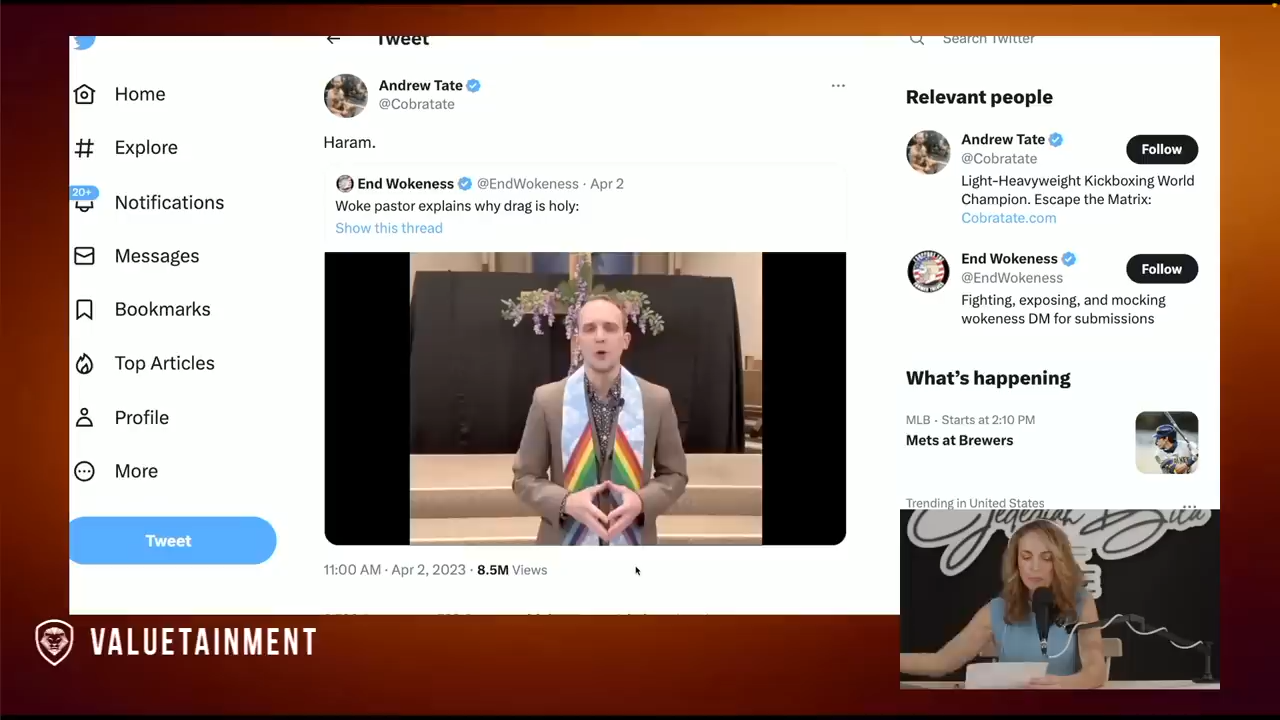 Tweet
Search Twitter
Home
Explore
20+
Notifications
Messages
Bookmarks
Top Articles
Profile
More
Tweet
Andrew Tate
@Cobratate
Haram.
End Wokeness @EndWokeness · Apr 2
Woke pastor explains why drag is holy:
Show this thread
11:00 AM · Apr 2, 2023 · 8.5M Views
Relevant people
Andrew Tate
@Cobratate
Follow
Light-Heavyweight Kickboxing World
Champion. Escape the Matrix:
Cobratate.com
End Wokeness
@EndWokeness
Follow
Fighting, exposing, and mocking
wokeness DM for submissions
What's happening
MLB · Starts at 2:10 PM
Mets at Brewers
Trending in United States
Jedediah Bila
VALUETAINMENT